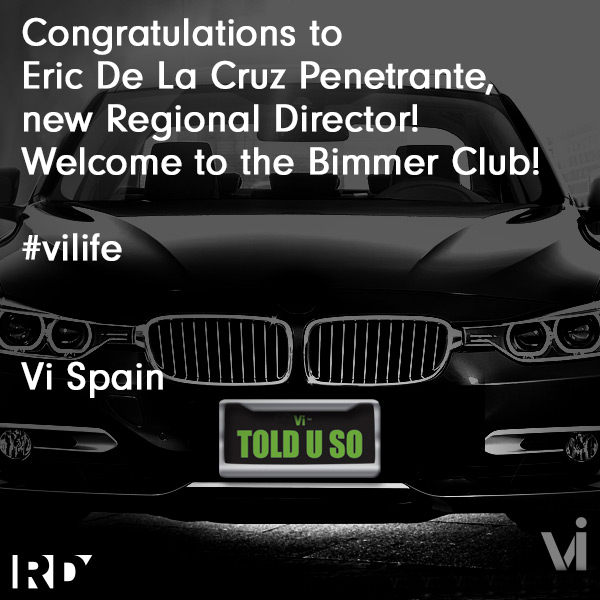 Congratulations to
Eric De La Cruz Penetrante,
new Regional Director!
Welcome to the Bimmer Club!
#vilife
Vi Spain
Vi
TOLD U SO
RD
vi